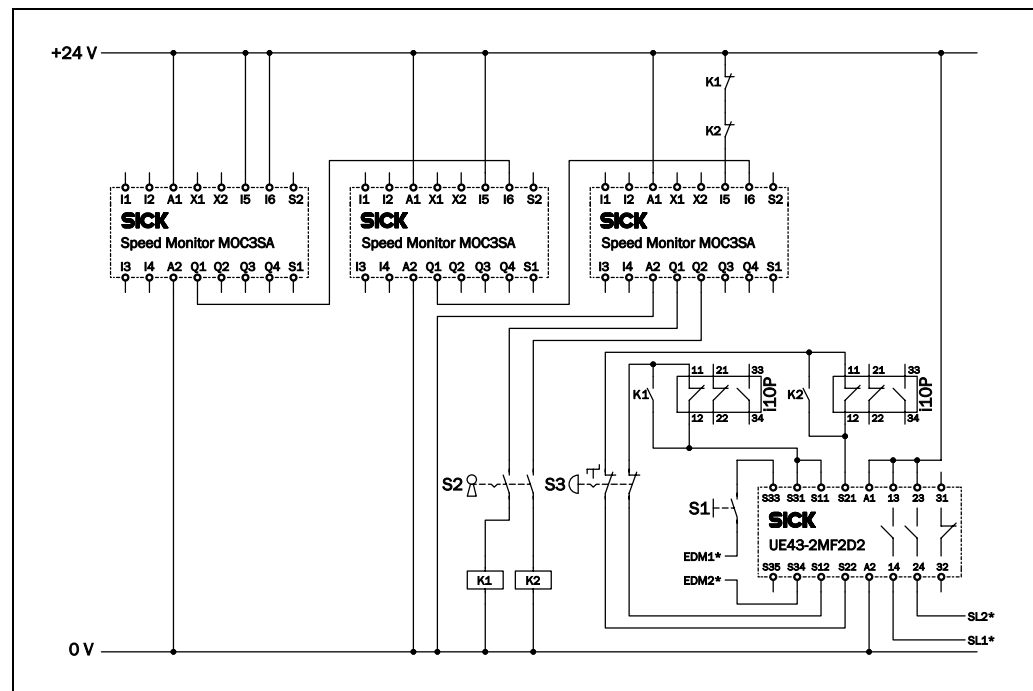 +24 V
K1
K2
I1 I2 A1 X1 X2 I5 I6 S2
SICK
Speed Monitor MOC3SA
I3 I4 A2 Q1 Q2 Q3 Q4 S1
I1 I2 A1 X1 X2 I5 I6 S2
SICK
Speed Monitor MOC3SA
I3 I4 A2 Q1 Q2 Q3 Q4 S1
I1 I2 A1 X1 X2 I5 I6 S2
SICK
Speed Monitor MOC3SA
I3 I4 A2 Q1 Q2 Q3 Q4 S1
K1
11 21 33
12 22 34
i10P
K2
11 21 33
12 22 34
i10P
S2
S3
S1
S33 S31 S11 S21 A1 13 23 31
SICK
UE43-2MF2D2
S35 S34 S12 S22 A2 14 24 32
EDM1*
EDM2*
K1
K2
SL2*
SL1*
0 V